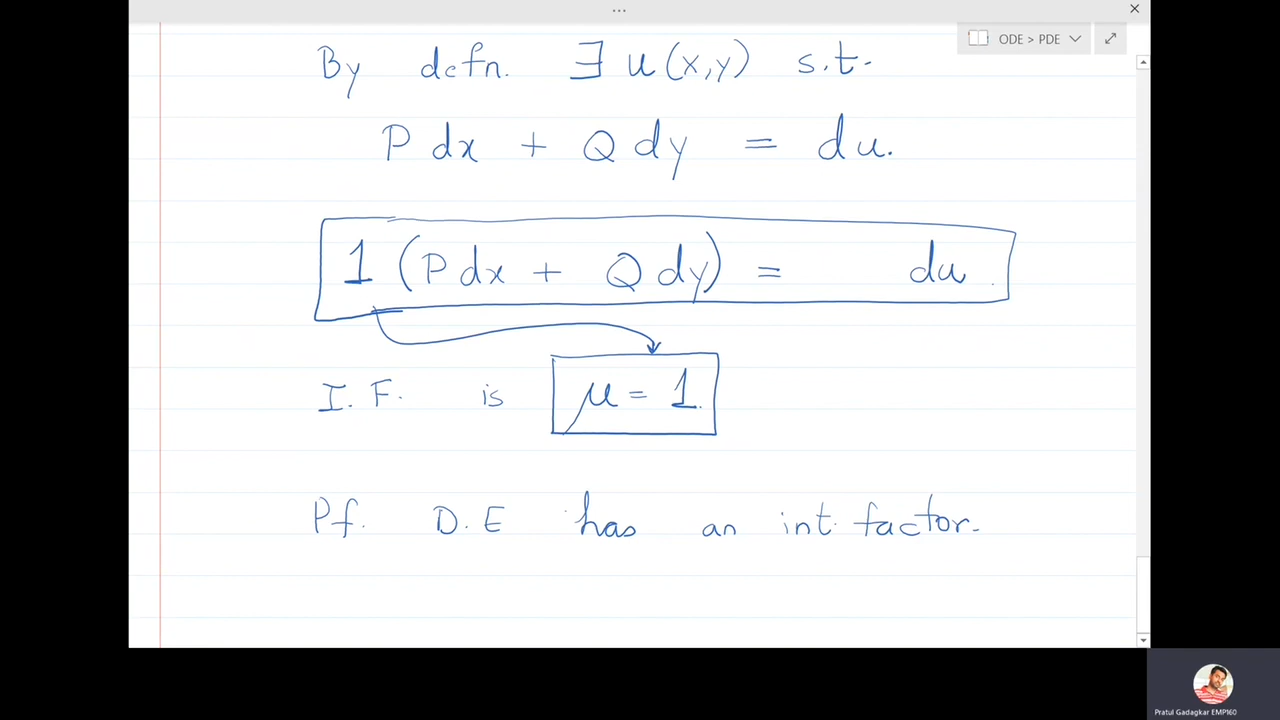 ODE > PDE
By defn. ∃ u(x,y) s.t.
P dx + Q dy = du.
1 (P dx + Q dy) = du.
I. F. is μ = 1.
Pf. D.E has an int. factor.
Pratul Gadagkar EMP160